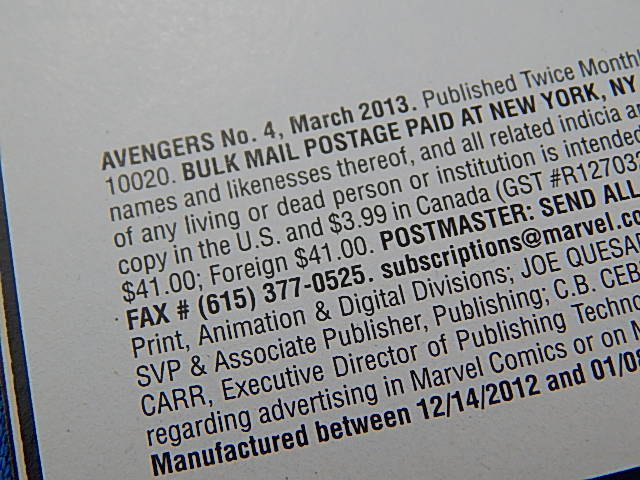 AVENGERS No. 4, March 2013. Published Twice Monthl
10020. BULK MAIL POSTAGE PAID AT NEW YORK, NY
names and likenesses thereof, and all related indicia a
of any living or dead person or institution is intended
copy in the U.S. and $3.99 in Canada (GST #R12703
$41.00; Foreign $41.00. POSTMASTER: SEND ALL
FAX # (615) 377-0525. subscriptions@marvel.co
Print, Animation & Digital Divisions; JOE QUESA
SVP & Associate Publisher, Publishing; C.B. CEB
CARR, Executive Director of Publishing Techno
regarding advertising in Marvel Comics or on
Manufactured between 12/14/2012 and 01/0